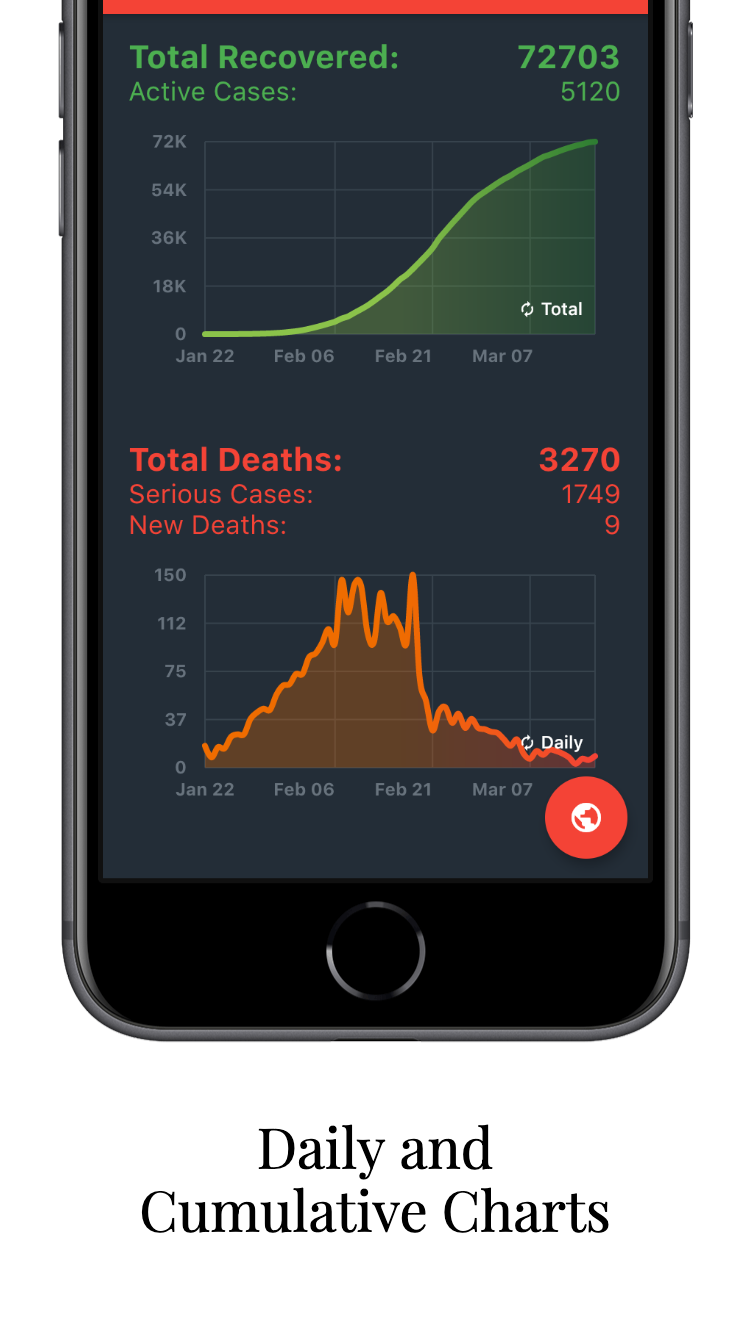 Total Recovered: 72703
Active Cases: 5120
72K
54K
36K
18K
0
Total
Jan 22 Feb 06 Feb 21 Mar 07
Total Deaths: 3270
Serious Cases: 1749
New Deaths: 9
150
112
75
37
Daily
0
Jan 22 Feb 06 Feb 21 Mar 07
Daily and
Cumulative Charts